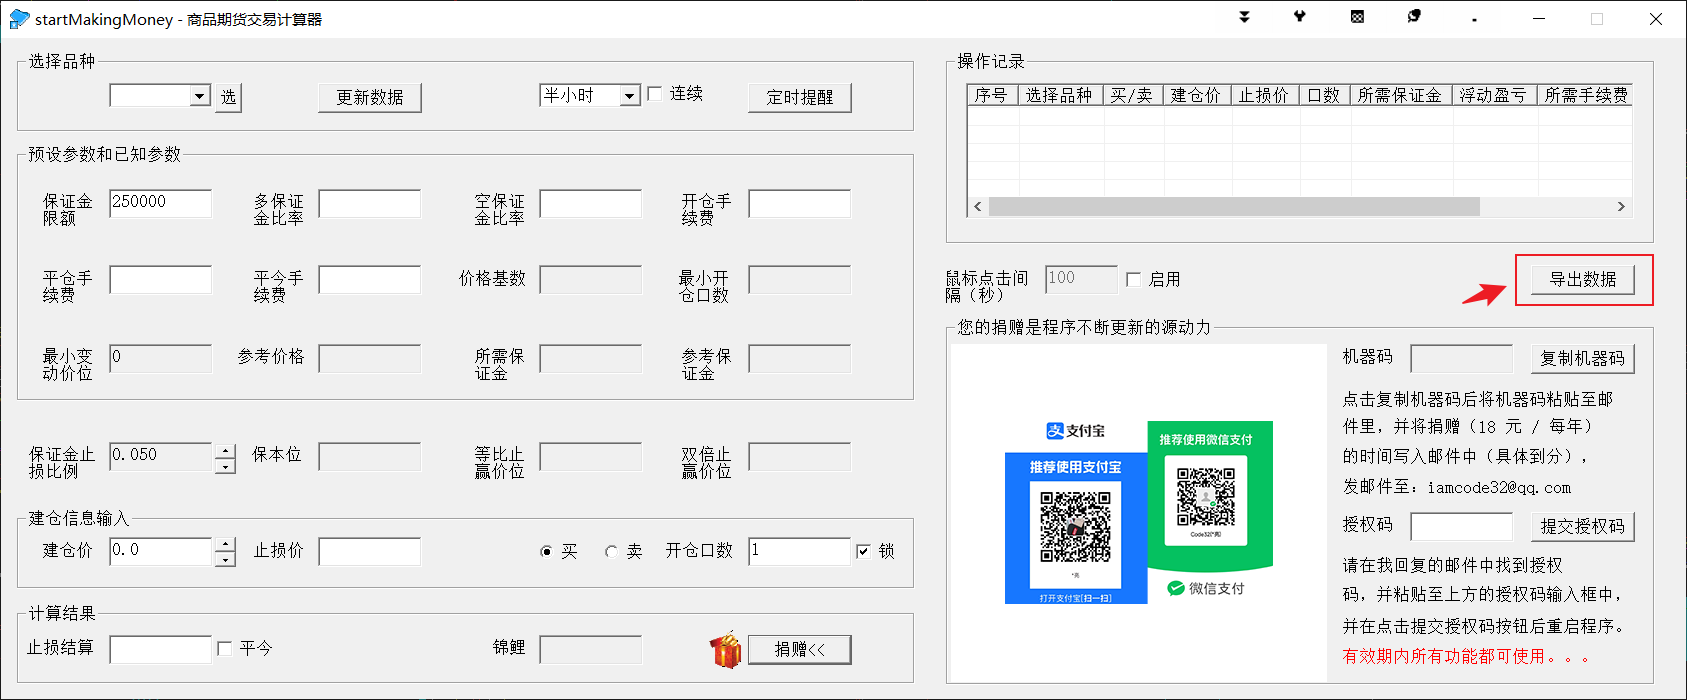 startMakingMoney - 商品期货交易计算器
选择品种
选
更新数据
半小时
连续
定时提醒
预设参数和已知参数
保证金
限额
250000
多保证
金比率
空保证
金比率
开仓手
续费
平仓手
续费
平今手
续费
价格基数
最小开
仓口数
最小变
动价位
0
参考价格
所需保
证金
参考保
证金
保证金止
损比例
0.050
保本位
等比止
赢价位
双倍止
赢价位
建仓信息输入
建仓价
0.0
止损价
买
卖
开仓口数
1
锁
计算结果
止损结算
平今
锦鲤
捐赠<<
操作记录
序号 选择品种 买/卖 建仓价 止损价 口数 所需保证金 浮动盈亏 所需手续费
鼠标点击间
隔（秒）
100
启用
导出数据
您的捐赠是程序不断更新的源动力
支付宝
推荐使用支付宝
打开支付宝[扫一扫]
推荐使用微信支付
微信支付
机器码
复制机器码
点击复制机器码后将机器码粘贴至邮
件里，并将捐赠（18 元 / 每年）
的时间写入邮件中（具体到分），
发邮件至：iamcode32@qq.com
授权码
提交授权码
请在我回复的邮件中找到授权
码，并粘贴至上方的授权码输入框中，
并在点击提交授权码按钮后重启程序。
有效期内所有功能都可使用。。。